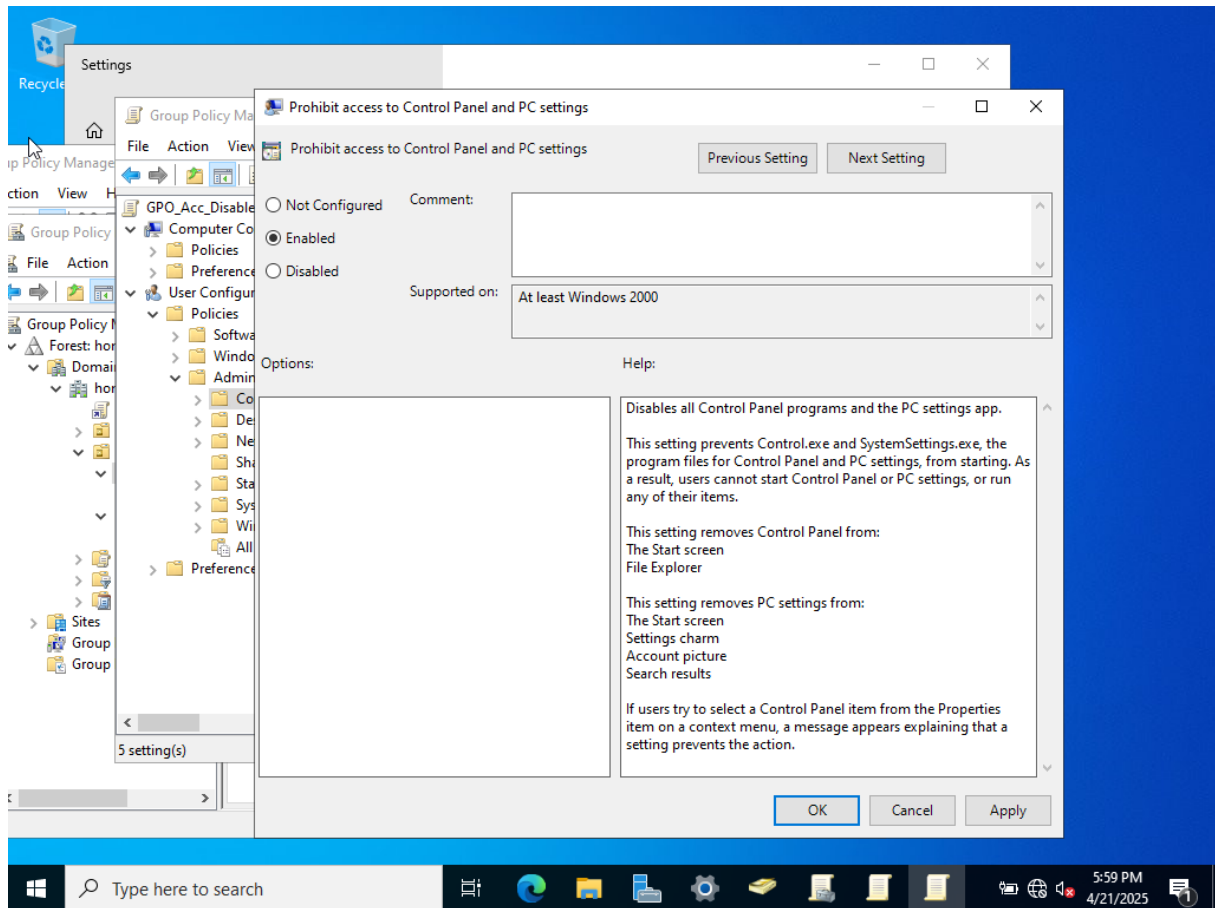 Recycle
Settings
Group Policy Ma
File Action View
GPO_Acc_Disable
Computer Co
Policies
Preference
User Configur
Policies
Softwa
Windo
Admin
Co
De
Ne
Sha
Sta
Sys
Wi
All
Preference
5 setting(s)
up Policy Manage
ction View H
Group Policy
File Action
Group Policy M
Forest: hor
Domai
hor
Sites
Group
Group
Prohibit access to Control Panel and PC settings
Prohibit access to Control Panel and PC settings
Previous Setting Next Setting
Not Configured
Enabled
Disabled
Comment:
Supported on: At least Windows 2000
Options:
Help:
Disables all Control Panel programs and the PC settings app.
This setting prevents Control.exe and SystemSettings.exe, the
program files for Control Panel and PC settings, from starting. As
a result, users cannot start Control Panel or PC settings, or run
any of their items.
This setting removes Control Panel from:
The Start screen
File Explorer
This setting removes PC settings from:
The Start screen
Settings charm
Account picture
Search results
If users try to select a Control Panel item from the Properties
item on a context menu, a message appears explaining that a
setting prevents the action.
OK Cancel Apply
Type here to search
5:59 PM
4/21/2025
1